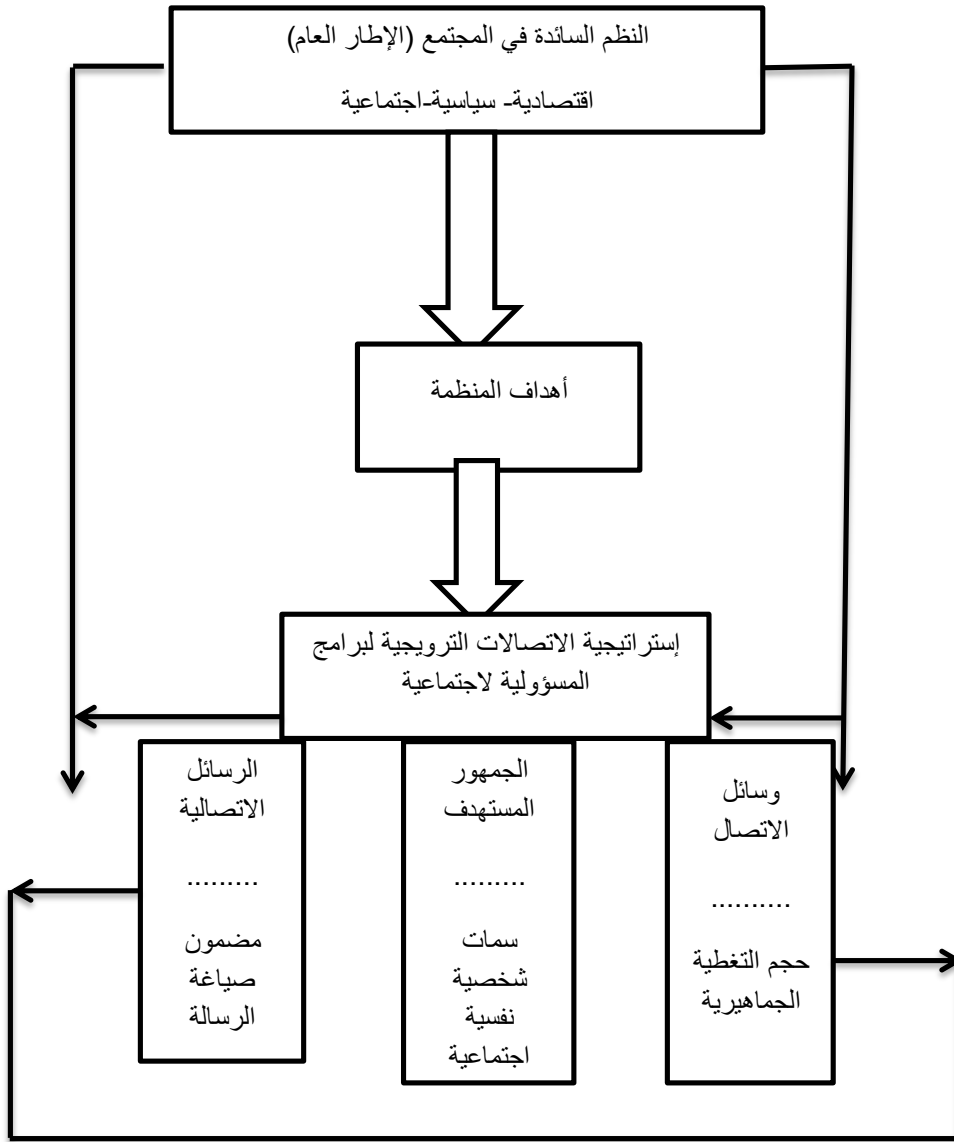 النظم السائدة في المجتمع (الإطار العام)
اقتصادية- سياسية-اجتماعية
أهداف المنظمة
إستراتيجية الاتصالات الترويجية لبرامج
المسؤولية لاجتماعية
وسائل
الاتصال
..........
حجم التغطية
الجماهيرية
الجمهور
المستهدف
.........
سمات
شخصية
نفسية
اجتماعية
الرسائل
الاتصالية
.........
مضمون
صياغة
الرسالة